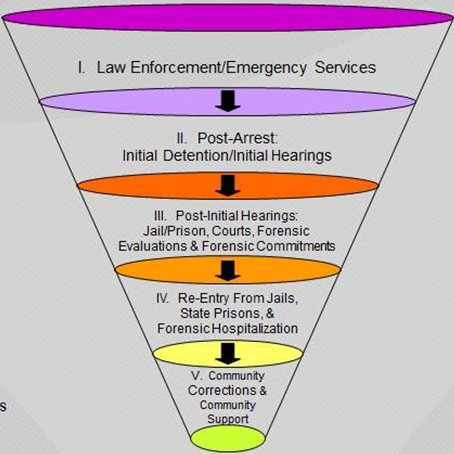 I. Law Enforcement/Emergency Services
II. Post-Arrest:
Initial Detention/Initial Hearings
III. Post-Initial Hearings:
Jail/Prison, Courts, Forensic
Evaluations & Forensic Commitments
IV. Re-Entry From Jails,
State Prisons, &
Forensic Hospitalization
V. Community
Corrections &
Community
Support
s